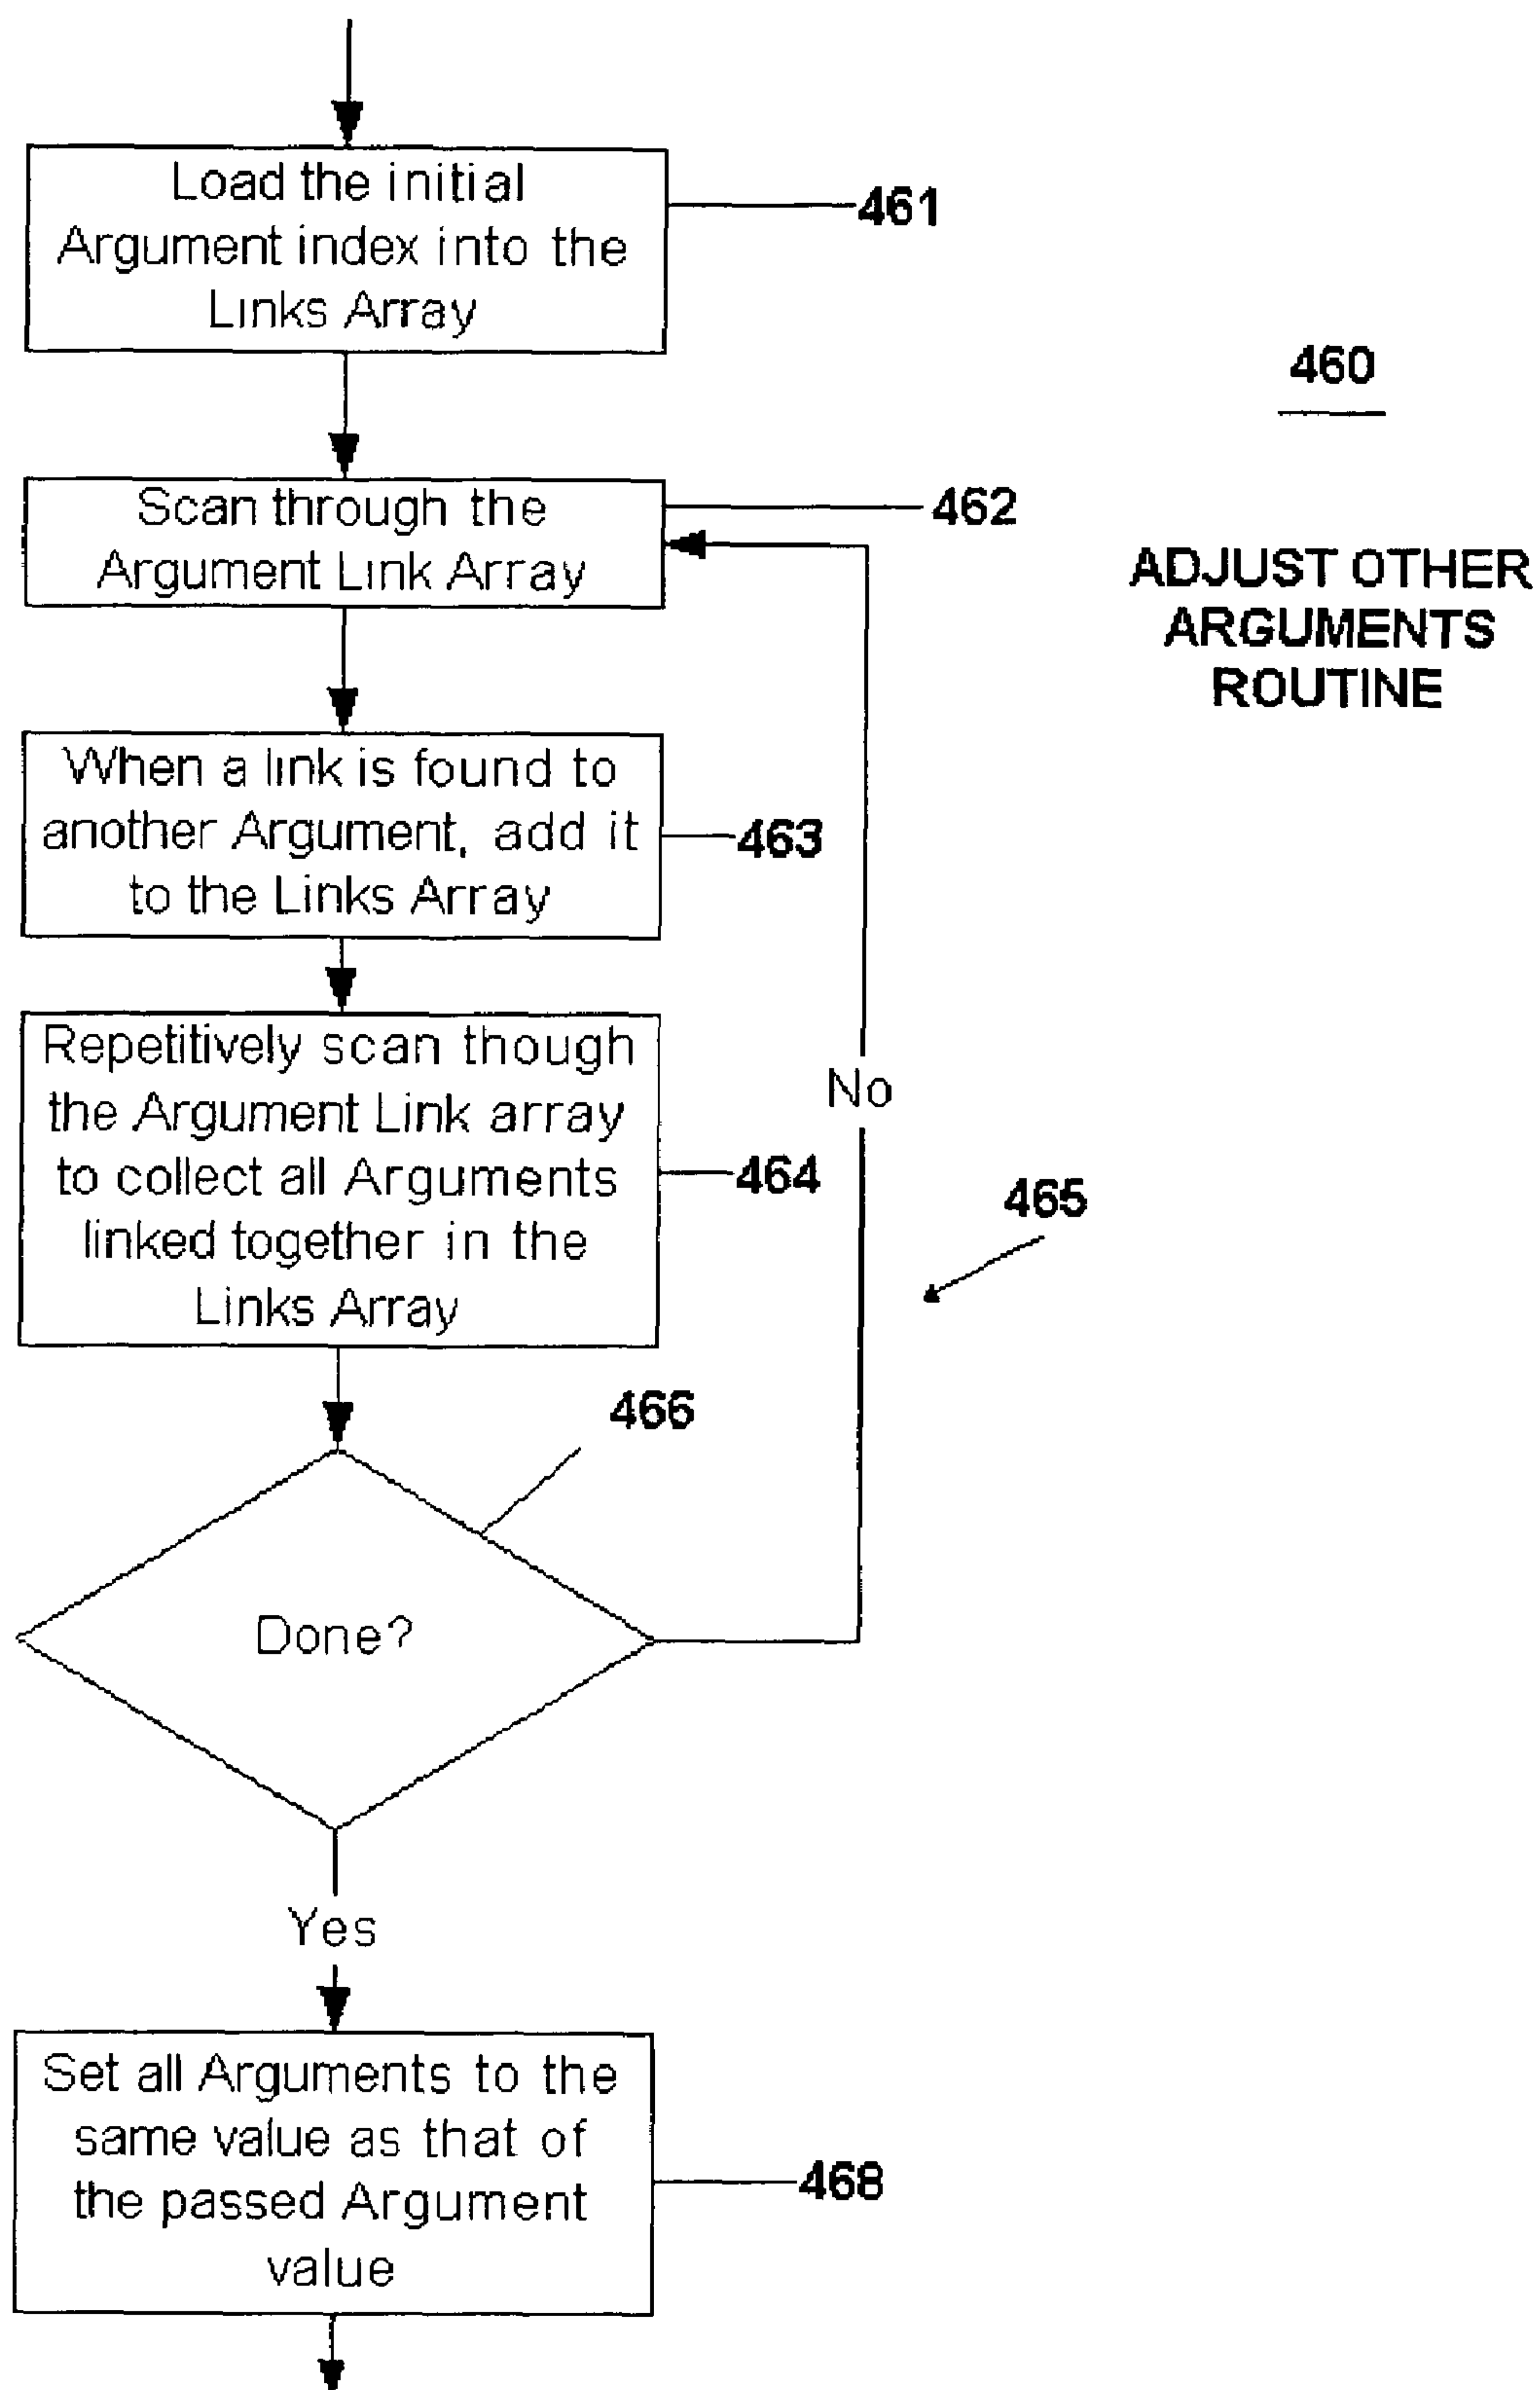 Load the initial
Argument index into the
Links Array
461
460
Scan through the
Argument Link Array
462
ADJUST OTHER
ARGUMENTS
ROUTINE
When a link is found to
another Argument, add it
to the Links Array
463
Repetitively scan though
the Argument Link array
to collect all Arguments
linked together in the
Links Array
464
No
465
466
Done?
Yes
Set all Arguments to the
same value as that of
the passed Argument
value
468